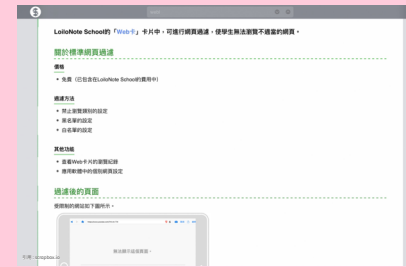 LoiloNote School的「Web卡」卡片中，可進行網頁過濾，使學生無法瀏覽不適當的網頁。
關於標準網頁過濾
價格
• 免費（已包含在LoiloNote School的費用中）
過濾方法
• 禁止瀏覽類別的設定
• 黑名單的設定
• 白名單的設定
其他功能
• 查看Web卡片的瀏覽紀錄
• 應用軟體中的個別網頁設定
過濾後的頁面
受限制的網站如下圖所示。
無法顯示這個頁面。